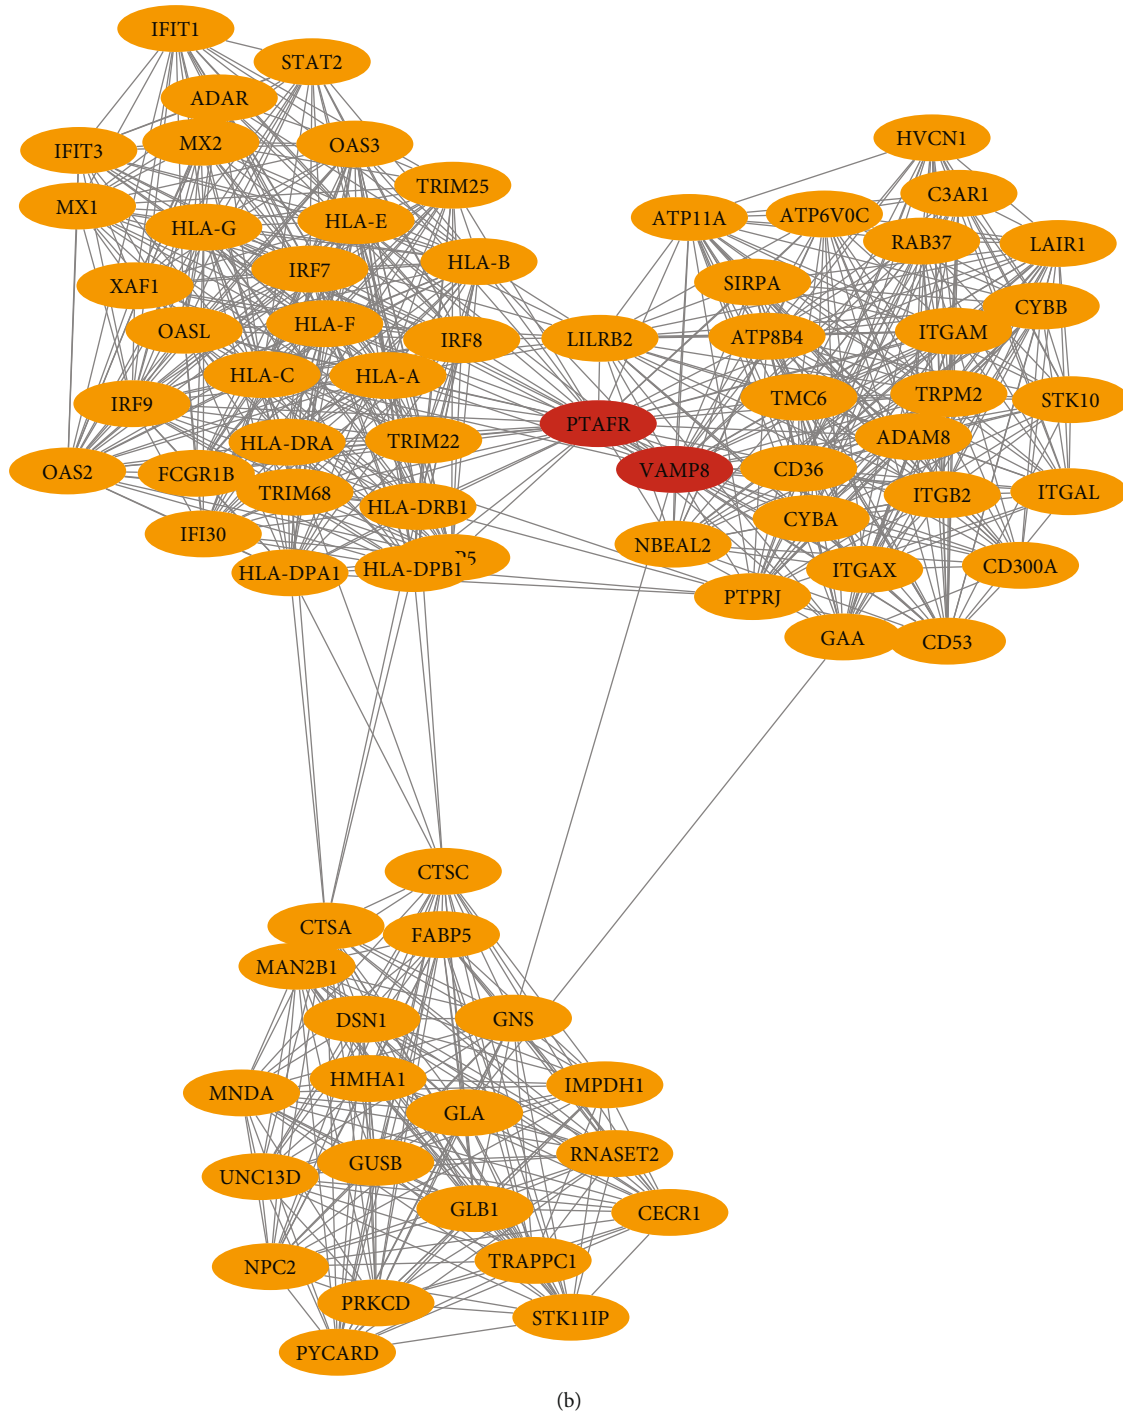 IFIT1
STAT2
ADAR
MX2
OAS3
IFIT3
TRIM25
MX1
HLA-E
HLA-G
HLA-B
IRF7
XAF1
HLA-F
OASL
IRF8
HLA-C
HLA-A
IRF9
HLA-DRA
TRIM22
OAS2
FCGR1B
TRIM68
HLA-DRB1
IFI30
HLA-DPA1
HLA-DPB1
P5
HVCN1
C3AR1
ATP11A
ATP6V0C
RAB37
LAIR1
SIRPA
CYBB
ITGAM
LILRB2
ATP8B4
TMC6
TRPM2
STK10
PTAFR
ADAM8
VAMP8
CD36
ITGB2
ITGAL
CYBA
NBEAL2
ITGAX
CD300A
PTPRJ
GAA
CD53
CTSC
CTSA
FABP5
MAN2B1
DSN1
GNS
HMHA1
IMPDH1
MNDA
GLA
RNASET2
GUSB
UNC13D
GLB1
CECR1
TRAPPC1
NPC2
PRKCD
STK11IP
PYCARD
(b)